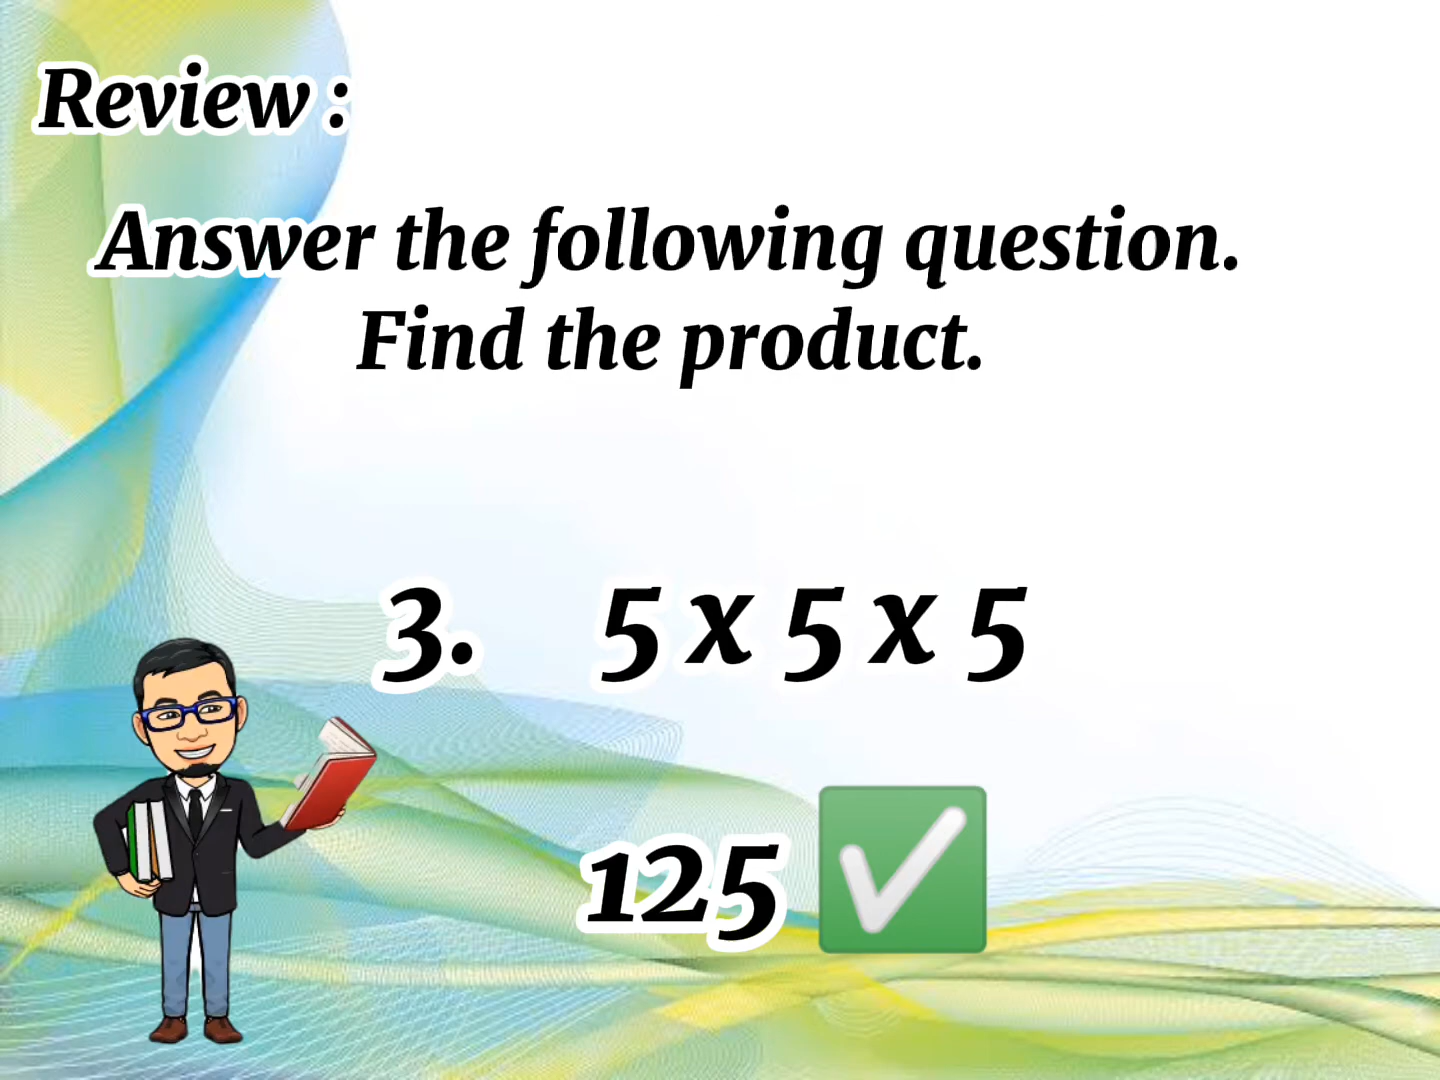 Review :
Answer the following question.
Find the product.
3. 5 x 5 x 5
125